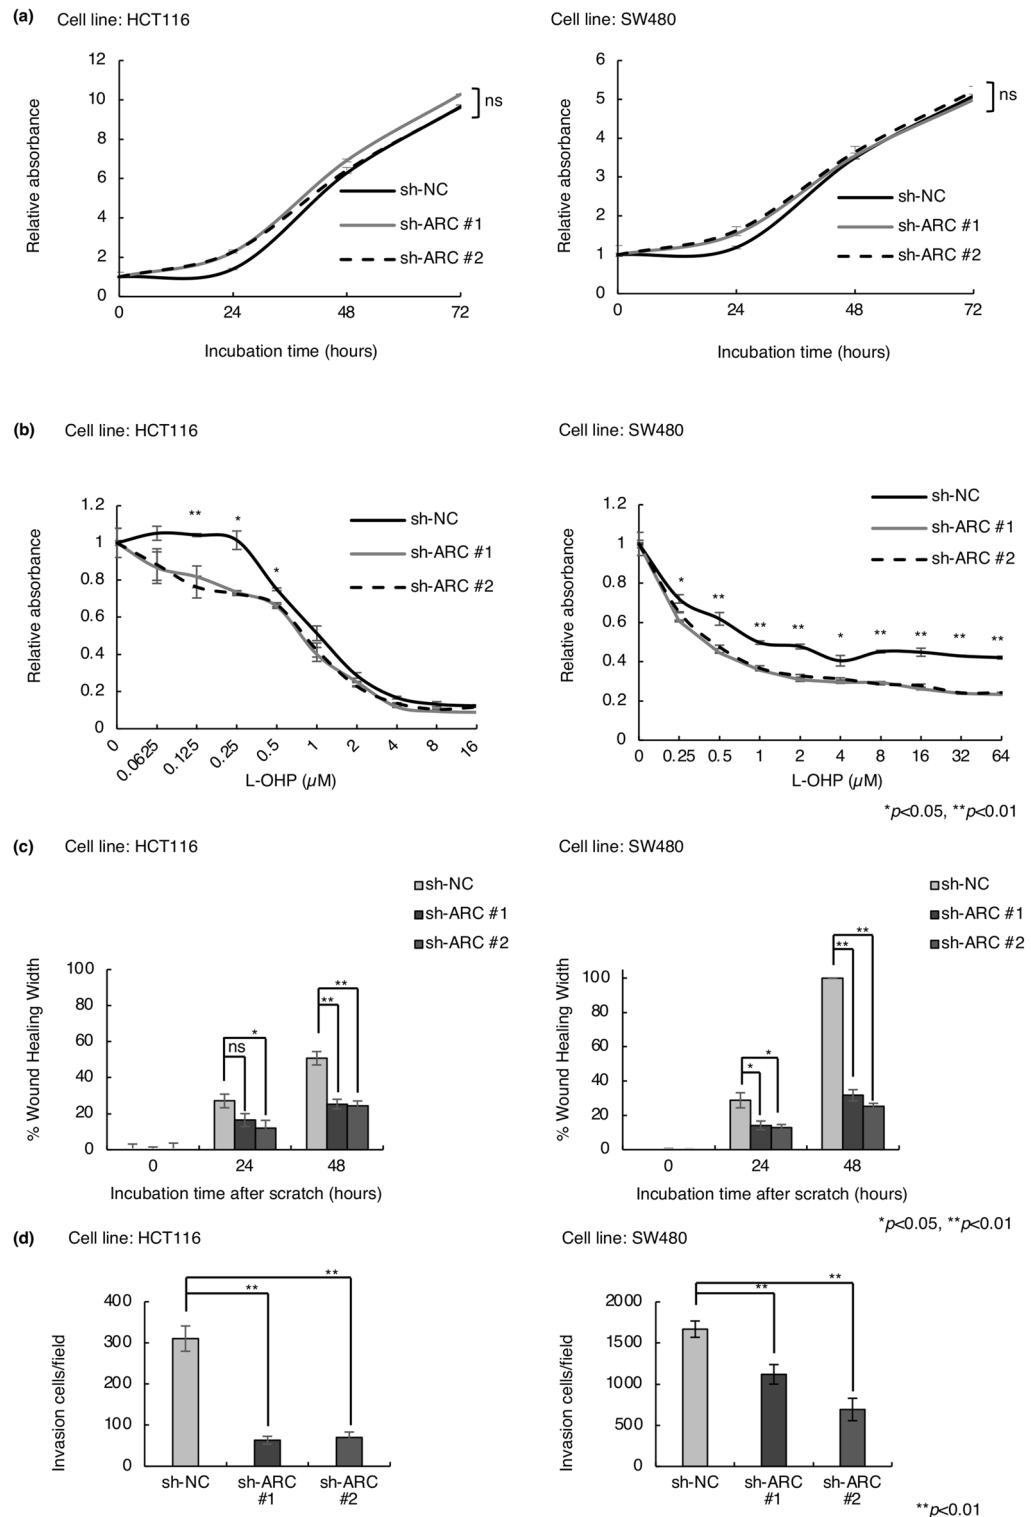 (a) Cell line: HCT116
Cell line: SW480
12
10
8
6
4
2
0
Relative absorbance
ns
sh-NC
sh-ARC #1
sh-ARC #2
0 24 48 72
Incubation time (hours)
6
5
4
3
2
1
0
Relative absorbance
ns
sh-NC
sh-ARC #1
sh-ARC #2
0 24 48 72
Incubation time (hours)
(b) Cell line: HCT116
Cell line: SW480
1.2
1
0.8
0.6
0.4
0.2
0
Relative absorbance
** * *
sh-NC
sh-ARC #1
sh-ARC #2
0 0.0625 0.125 0.25 0.5 1 2 4 8 16
L-OHP (µM)
1.2
1
0.8
0.6
0.4
0.2
0
Relative absorbance
sh-NC
sh-ARC #1
sh-ARC #2
* ** ** ** * ** ** ** **
0 0.25 0.5 1 2 4 8 16 32 64
L-OHP (µM)
*p<0.05, **p<0.01
(c) Cell line: HCT116
Cell line: SW480
sh-NC
sh-ARC #1
sh-ARC #2
100
80
60
40
20
0
% Wound Healing Width
ns * ** **
0 24 48
Incubation time after scratch (hours)
sh-NC
sh-ARC #1
sh-ARC #2
100
80
60
40
20
0
% Wound Healing Width
* * ** **
0 24 48
Incubation time after scratch (hours)
*p<0.05, **p<0.01
(d) Cell line: HCT116
Cell line: SW480
400
300
200
100
0
Invasion cells/field
**
**
sh-NC sh-ARC #1 sh-ARC #2
2000
1500
1000
500
0
Invasion cells/field
**
**
sh-NC sh-ARC #1 sh-ARC #2
**p<0.01